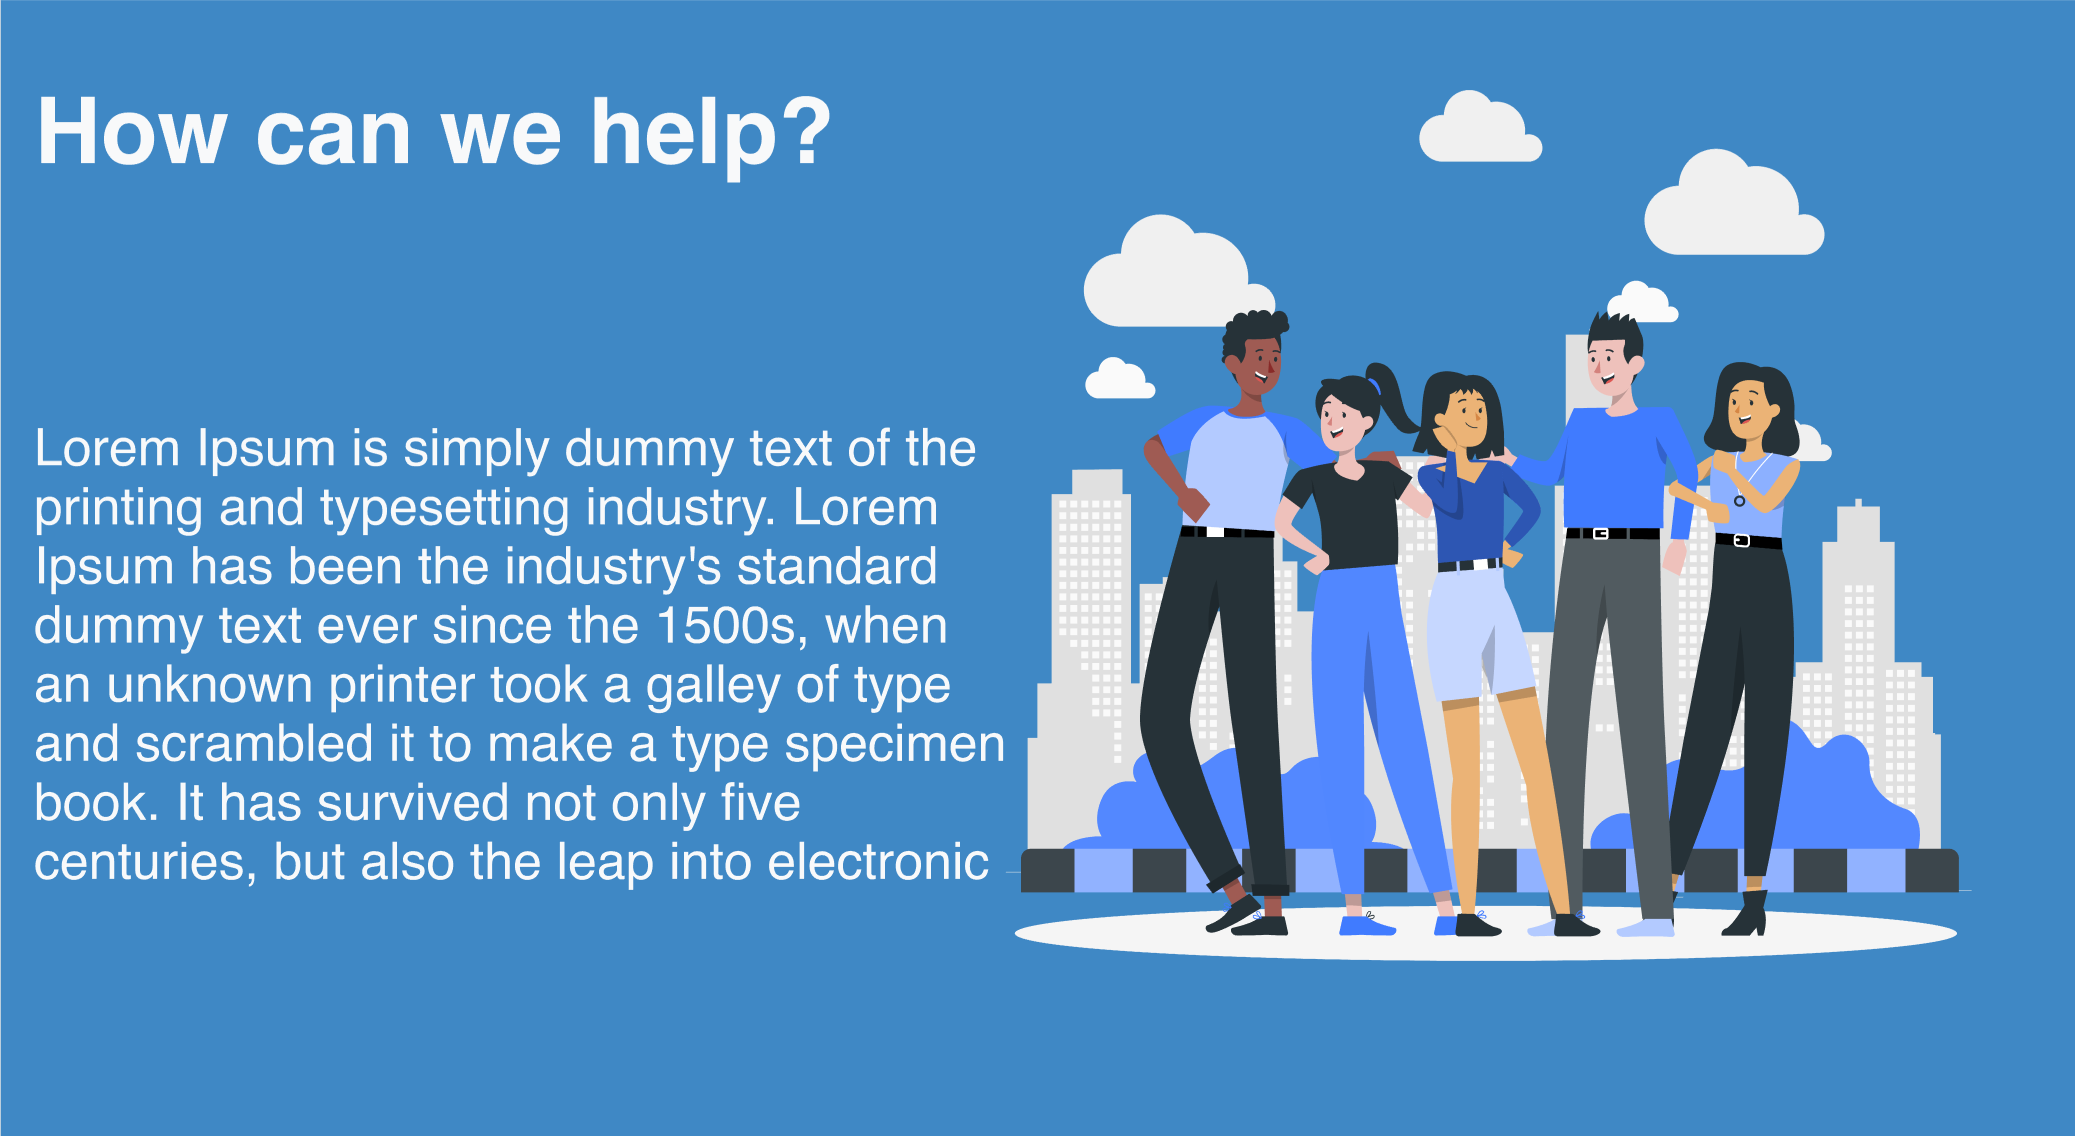 How can we help?
Lorem Ipsum is simply dummy text of the
printing and typesetting industry. Lorem
Ipsum has been the industry's standard
dummy text ever since the 1500s, when
an unknown printer took a galley of type
and scrambled it to make a type specimen
book. It has survived not only five
centuries, but also the leap into electronic